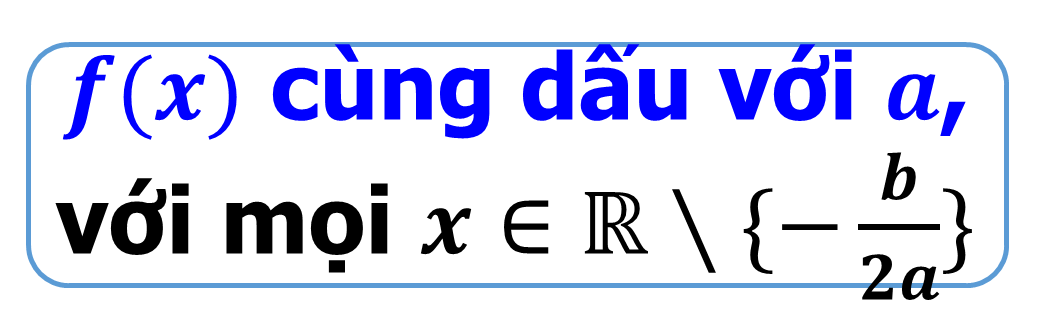 f(x) cùng dấu với a,
với mọi x ∈ ℝ \ {−b/2a}